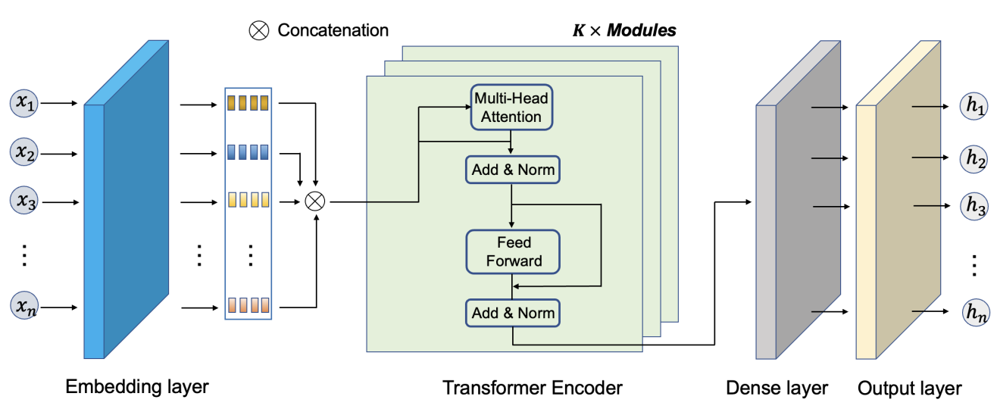 ⊗ Concatenation
K × Modules
x₁
x₂
x₃
⋮
xₙ
⋮
⋮
Multi-Head
Attention
Add & Norm
Feed
Forward
Add & Norm
h₁
h₂
h₃
⋮
hₙ
Embedding layer
Transformer Encoder
Dense layer
Output layer